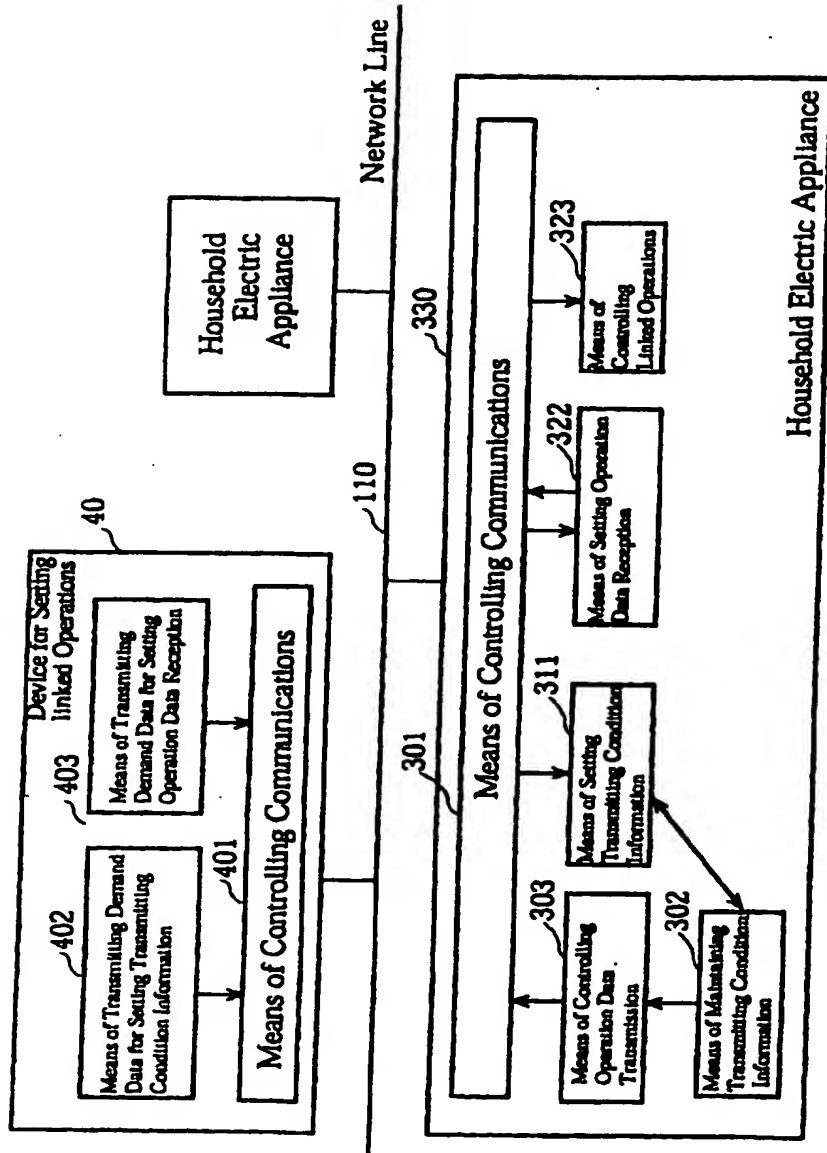 Device for Setting
linked Operations
40
402
Means of Transmitting Demand
Data for Setting Transmitting
Condition Information
403
Means of Transmitting
Demand Data for Setting
Operation Data Reception
401
Means of Controlling Communications
Household
Electric
Appliance
110
Network Line
330
301
Means of Controlling Communications
303
Means of Controlling
Operation Data
Transmission
311
Means of Setting
Transmitting Condition
Information
322
Means of Setting Operation
Data Reception
323
Means of
Controlling
Linked Operations
302
Means of Maintaining
Transmitting Condition
Information
Household Electric Appliance